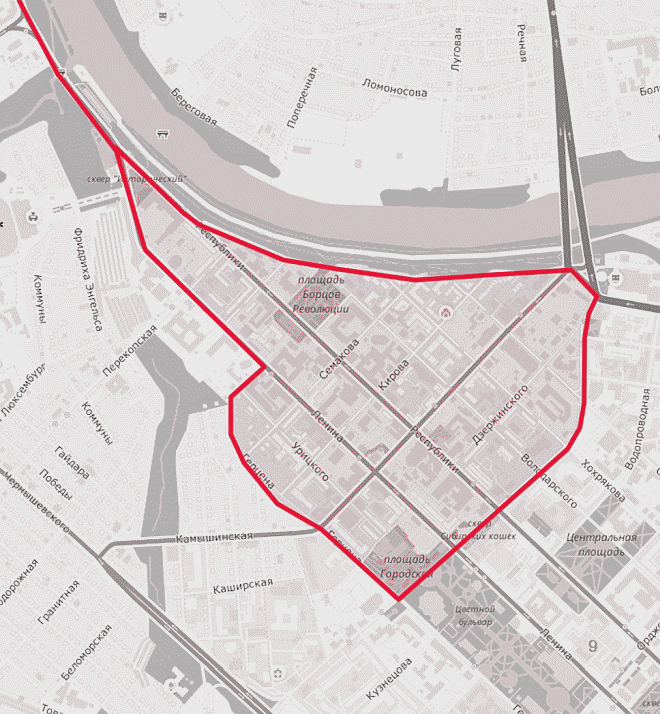 Речная
Луговая
Ломоносова
Поперечная
Береговая
сквер "Исторический"
Фридриха Энгельса
Коммуны
Республики
площадь
Борцов
Революции
Перекопская
Семакова
Кирова
Люксембург
Коммуны
Ленина
Дзержинского
Республики
Водопроводная
Урицкого
Герцена
Гайдара
Победы
Володарского
Хохрякова
Чернышевского
сквер
Сибирских кошек
Камышинская
Герцена
площадь
Городская
Центральная
площадь
Каширская
Гранитная
Цветной
бульвар
Беломорская
Ленина
9
Кузнецова